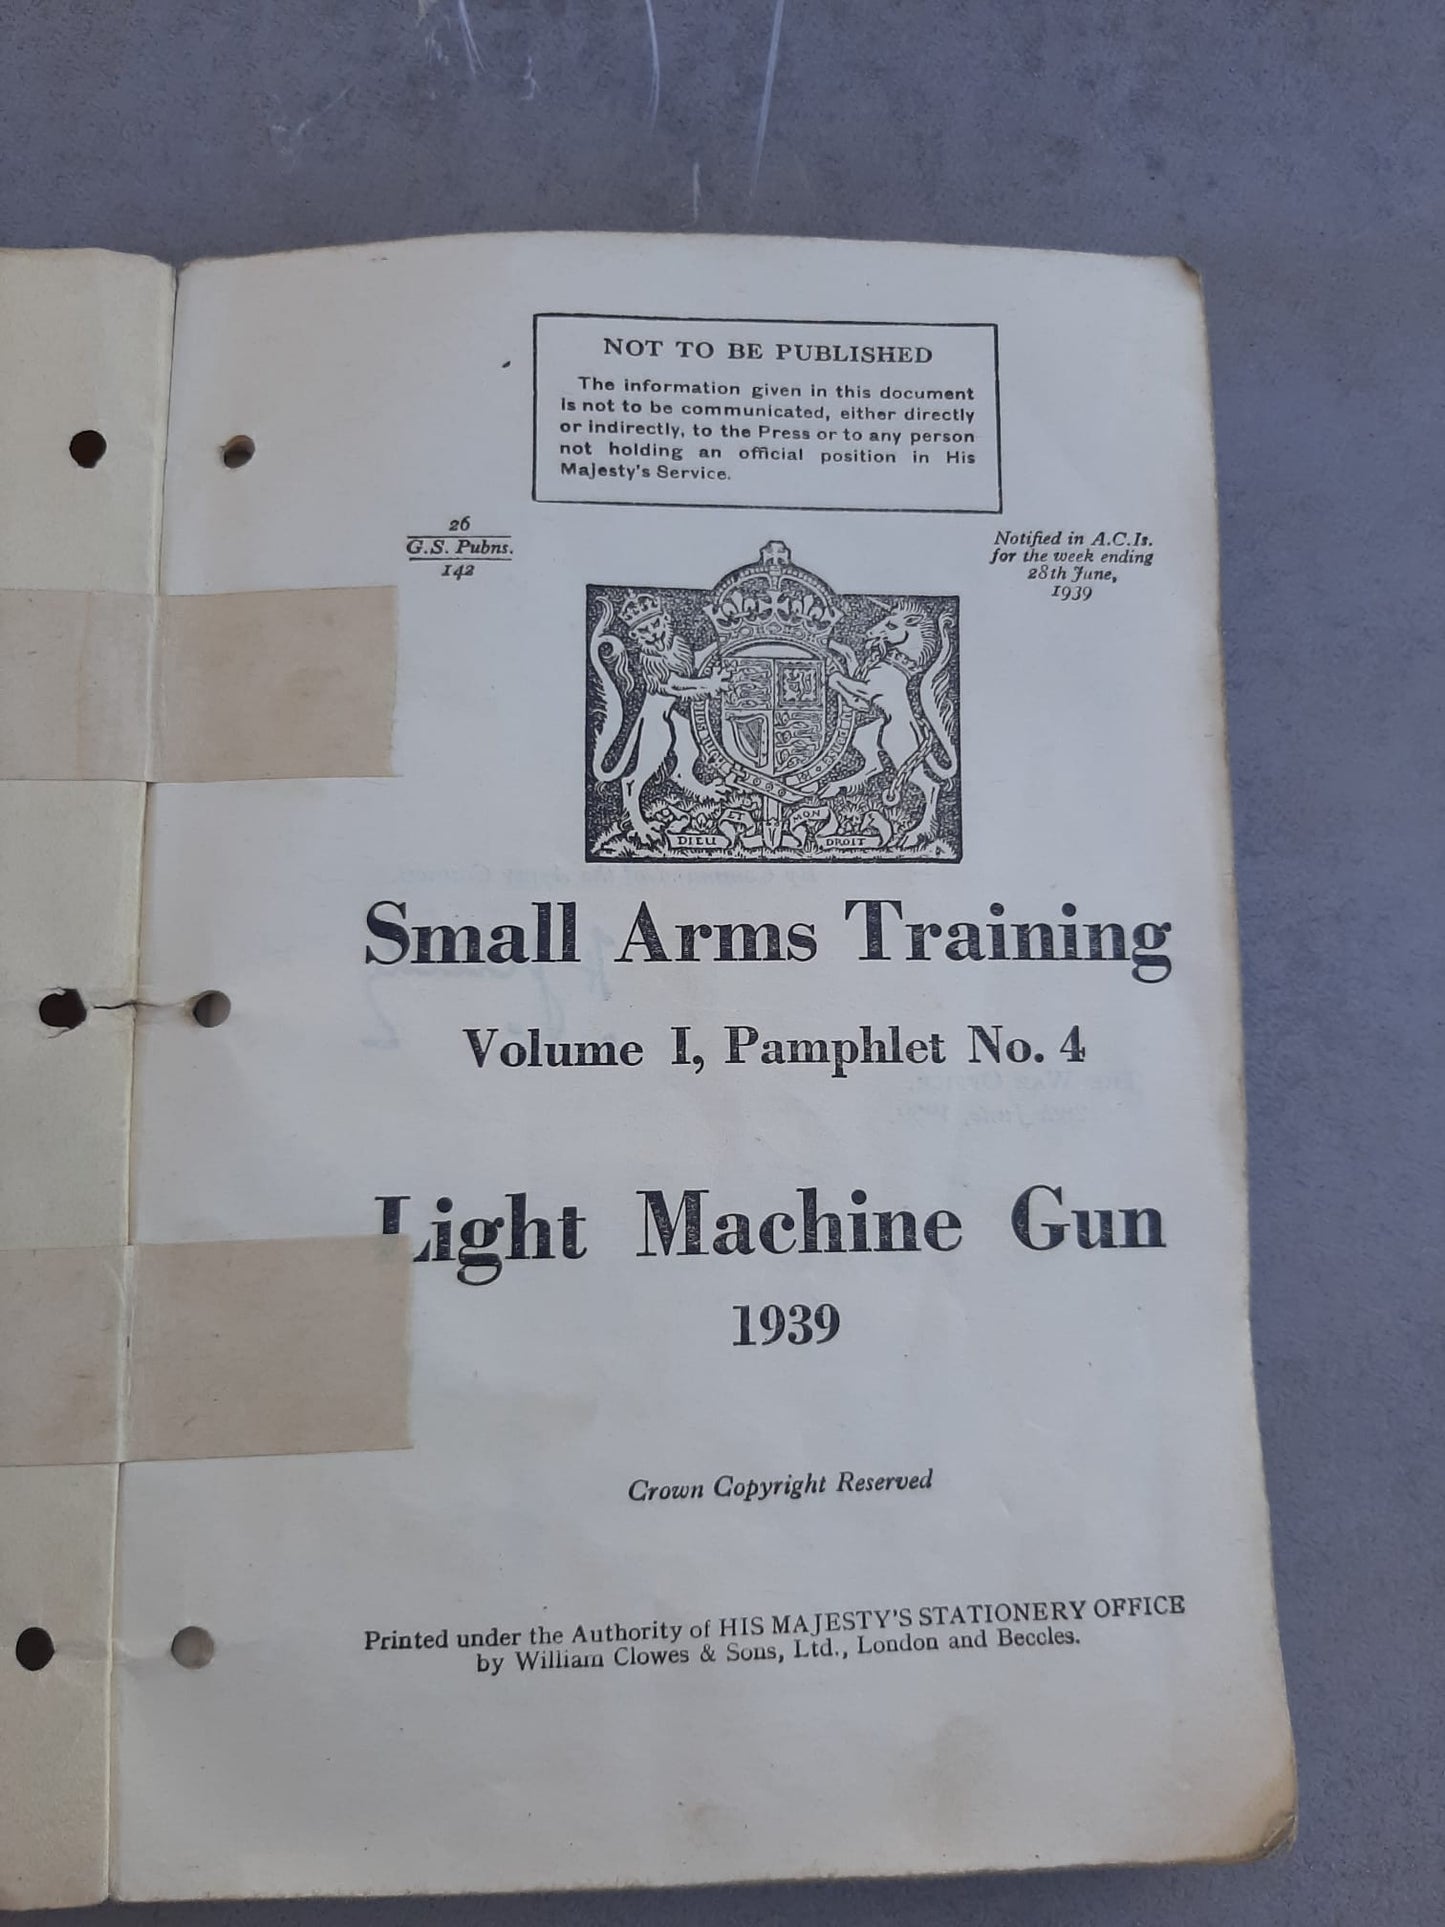 NOT TO BE PUBLISHED
The information given in this document
is not to be communicated, either directly
or indirectly, to the Press or to any person
not holding an official position in His
Majesty's Service.
26
G.S. Pubns.
142
Notified in A.C.Is.
for the week ending
28th June,
1939
DIEU ET MON DROIT
Small Arms Training
Volume I, Pamphlet No. 4
Light Machine Gun
1939
Crown Copyright Reserved
Printed under the Authority of HIS MAJESTY'S STATIONERY OFFICE
by William Clowes & Sons, Ltd., London and Beccles.